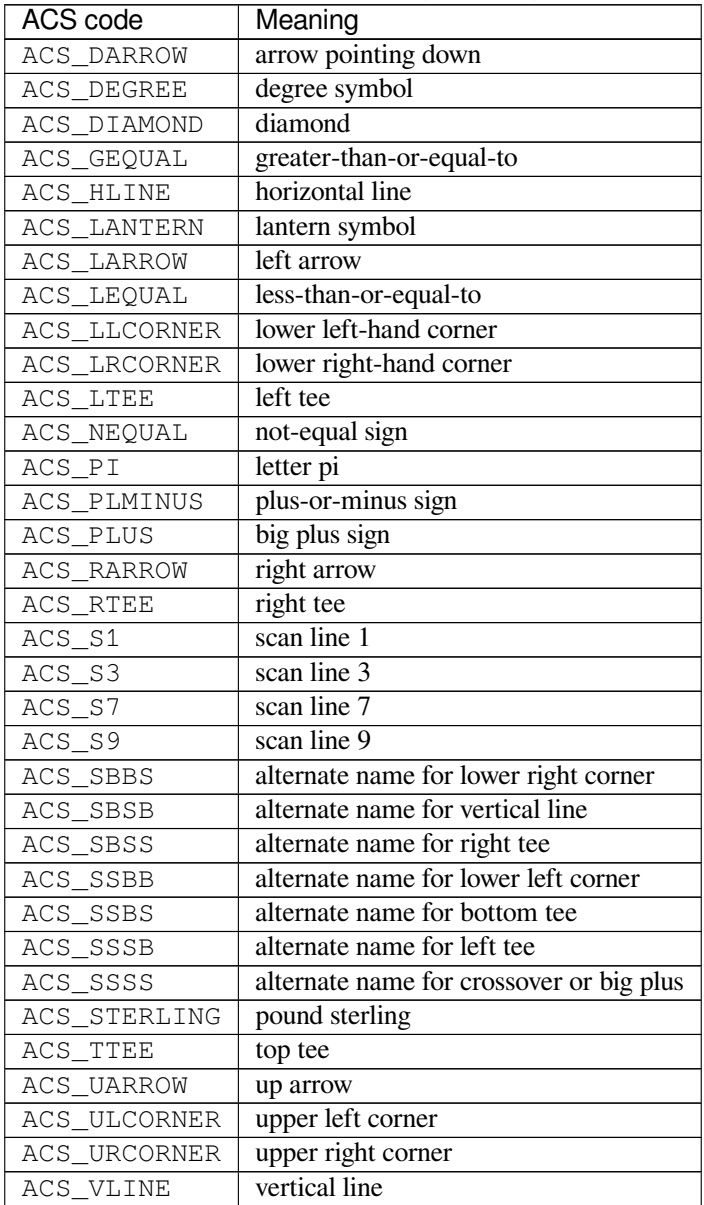 ACS code Meaning
ACS_DARROW arrow pointing down
ACS_DEGREE degree symbol
ACS_DIAMOND diamond
ACS_GEQUAL greater-than-or-equal-to
ACS_HLINE horizontal line
ACS_LANTERN lantern symbol
ACS_LARROW left arrow
ACS_LEQUAL less-than-or-equal-to
ACS_LLCORNER lower left-hand corner
ACS_LRCORNER lower right-hand corner
ACS_LTEE left tee
ACS_NEQUAL not-equal sign
ACS_PI letter pi
ACS_PLMINUS plus-or-minus sign
ACS_PLUS big plus sign
ACS_RARROW right arrow
ACS_RTEE right tee
ACS_S1 scan line 1
ACS_S3 scan line 3
ACS_S7 scan line 7
ACS_S9 scan line 9
ACS_SBBS alternate name for lower right corner
ACS_SBSB alternate name for vertical line
ACS_SBSS alternate name for right tee
ACS_SSBB alternate name for lower left corner
ACS_SSBS alternate name for bottom tee
ACS_SSSB alternate name for left tee
ACS_SSSS alternate name for crossover or big plus
ACS_STERLING pound sterling
ACS_TTEE top tee
ACS_UARROW up arrow
ACS_ULCORNER upper left corner
ACS_URCORNER upper right corner
ACS_VLINE vertical line